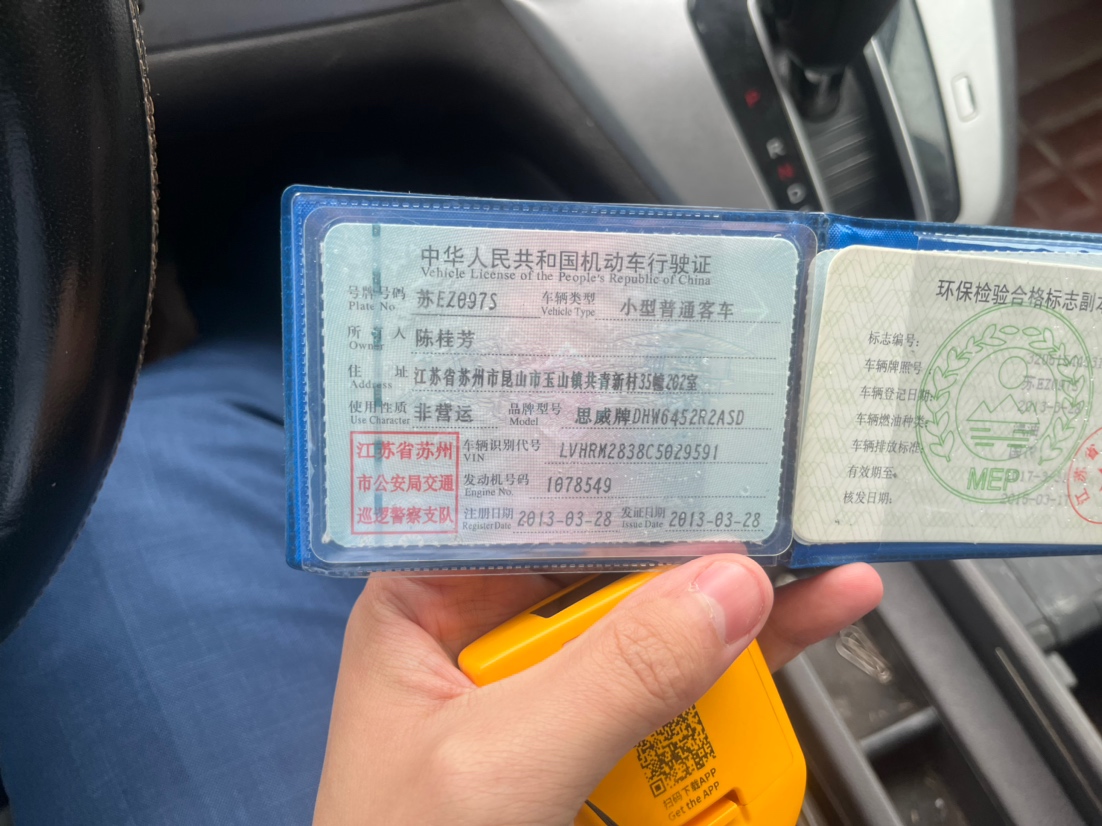 中华人民共和国机动车行驶证
Vehicle License of the People's Republic of China
号牌号码 苏EZ097S 车辆类型 小型普通客车
Plate No. Vehicle Type
所有人 陈桂芳
Owner
住址 江苏省苏州市昆山市玉山镇共青新村35幢202室
Address
使用性质 非营运 品牌型号 思威牌DHW6452R2ASD
Use Character Model
江苏省苏州
市公安局交通
巡逻警察支队
车辆识别代号 LVHRM2838C5029591
VIN
发动机号码 1078549
Engine No.
注册日期 2013-03-28 发证日期 2013-03-28
Register Date Issue Date
环保检验合格标志副本
标志编号:
车辆牌照号
车辆登记日期
车辆燃油种类:
车辆排放标准:
有效期至:
核发日期:
MEP
P
R
N
D
扫码下载APP
Get the APP